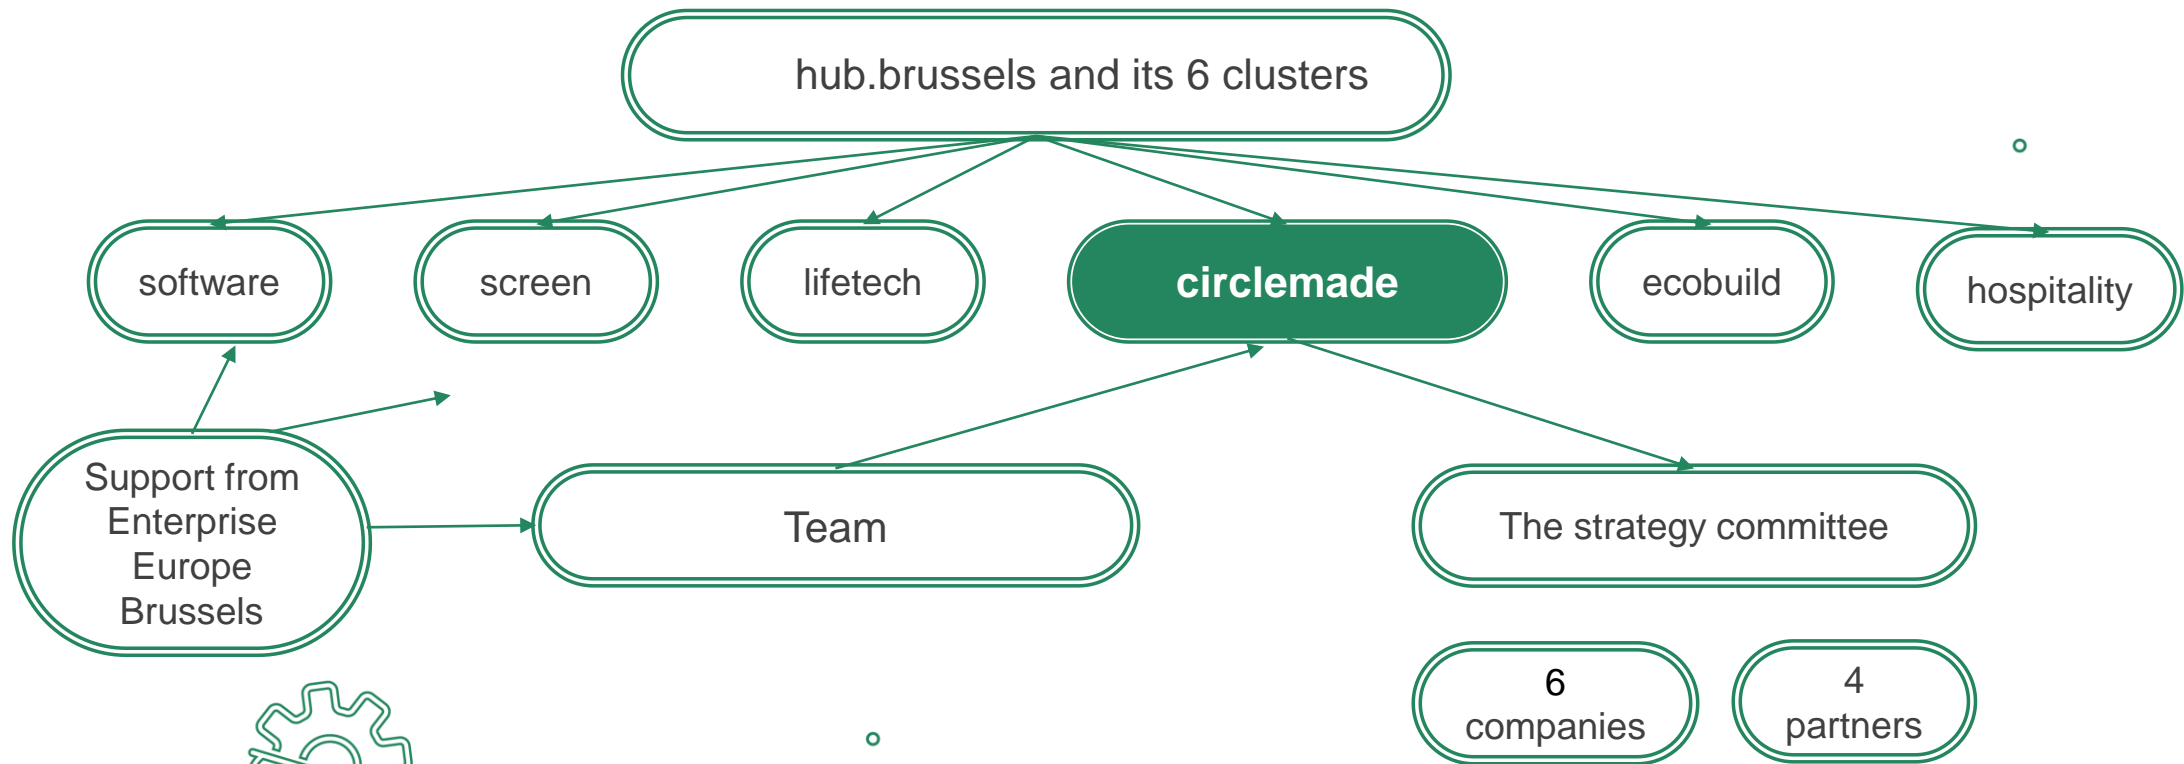 hub.brussels and its 6 clusters
software
screen
lifetech
circlemade
ecobuild
hospitality
Support from
Enterprise
Europe
Brussels
Team
The strategy committee
6
companies
4
partners